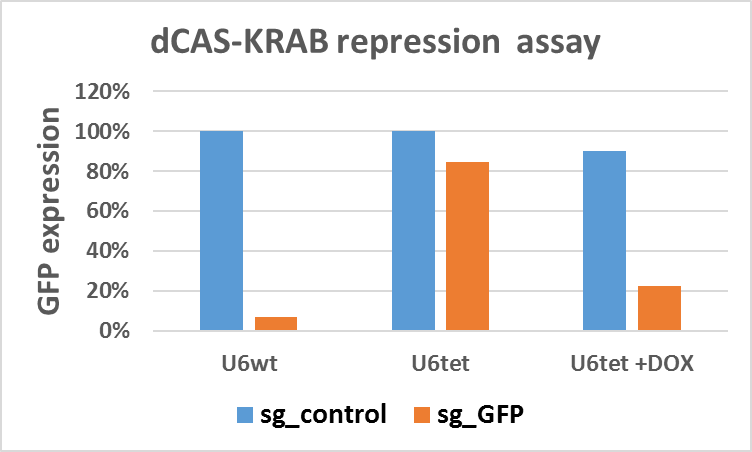 dCAS-KRAB repression assay
GFP expression
120%
100%
80%
60%
40%
20%
0%
U6wt U6tet U6tet +DOX
sg_control sg_GFP